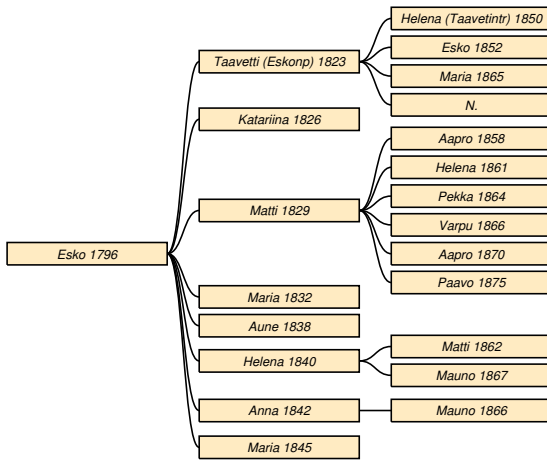 Esko 1796
Taavetti (Eskonp) 1823
Helena (Taavetintr) 1850
Esko 1852
Maria 1865
N.
Katariina 1826
Matti 1829
Aapro 1858
Helena 1861
Pekka 1864
Varpu 1866
Aapro 1870
Paavo 1875
Maria 1832
Aune 1838
Helena 1840
Matti 1862
Mauno 1867
Anna 1842
Mauno 1866
Maria 1845